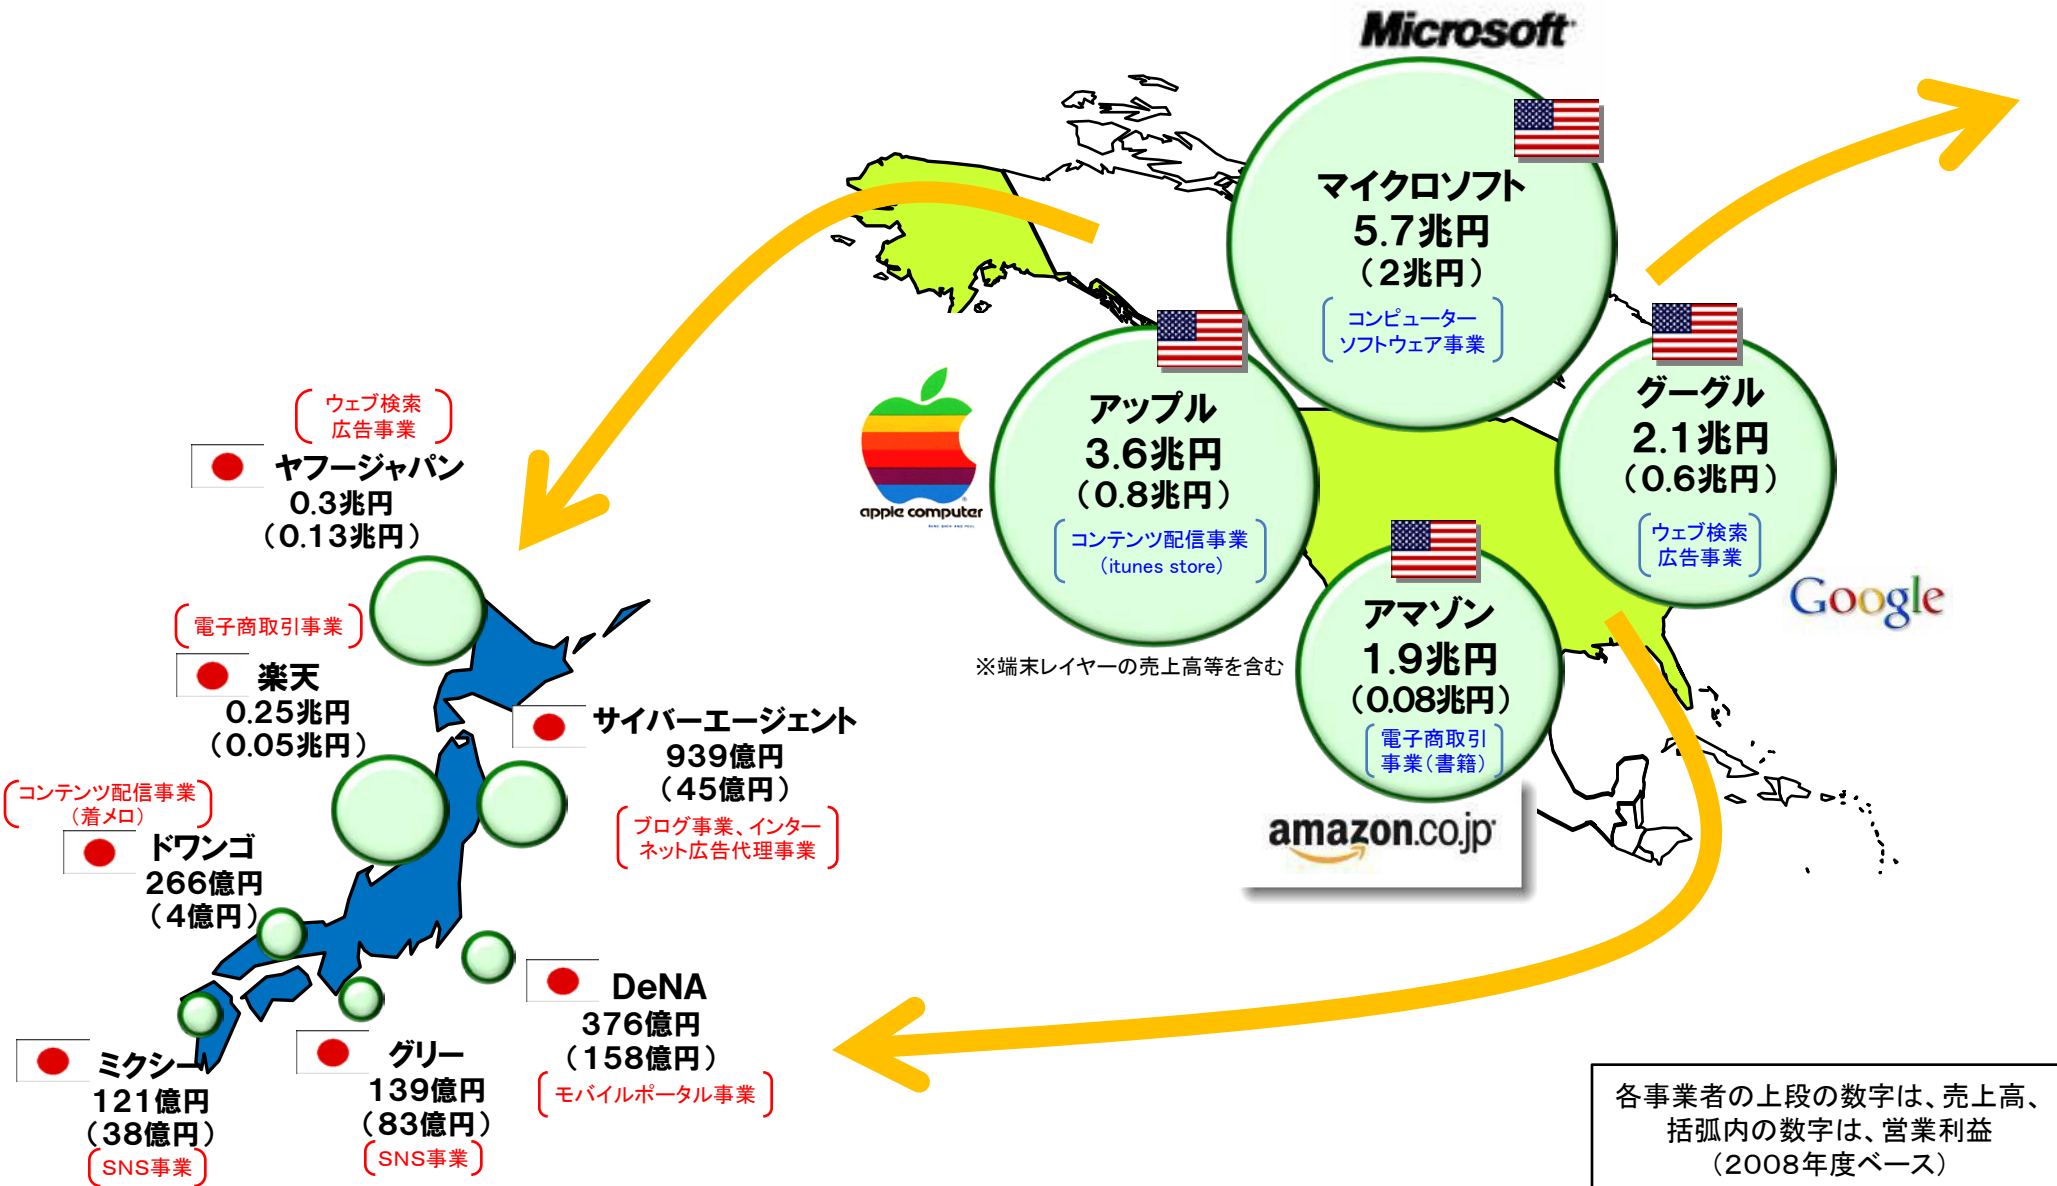 Microsoft
マイクロソフト
5.7兆円
（2兆円）
コンピューター
ソフトウェア事業
アップル
3.6兆円
（0.8兆円）
コンテンツ配信事業
（itunes store）
apple computer
※端末レイヤーの売上高等を含む
グーグル
2.1兆円
（0.6兆円）
ウェブ検索
広告事業
Google
アマゾン
1.9兆円
（0.08兆円）
電子商取引
事業（書籍）
amazon.co.jp
ウェブ検索
広告事業
ヤフージャパン
0.3兆円
（0.13兆円）
電子商取引事業
楽天
0.25兆円
（0.05兆円）
サイバーエージェント
939億円
（45億円）
ブログ事業、インター
ネット広告代理事業
コンテンツ配信事業
（着メロ）
ドワンゴ
266億円
（4億円）
DeNA
376億円
（158億円）
モバイルポータル事業
グリー
139億円
（83億円）
SNS事業
ミクシー
121億円
（38億円）
SNS事業
各事業者の上段の数字は、売上高、
括弧内の数字は、営業利益
（2008年度ベース）